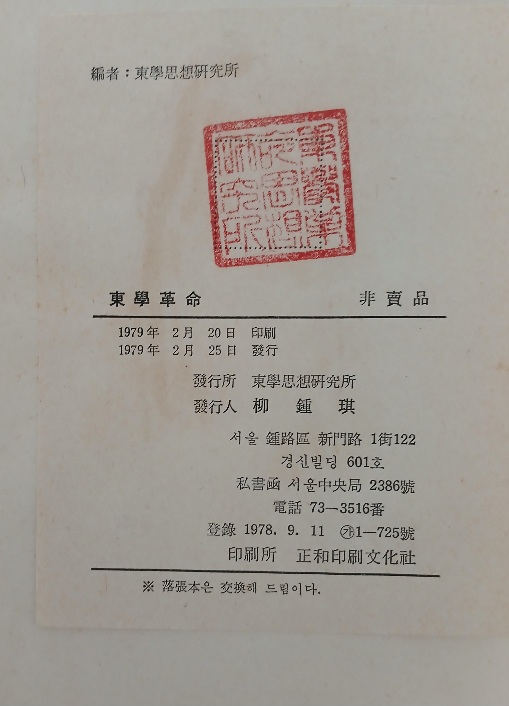 編者：東學思想硏究所
東學革命 非賣品
1979年 2月 20日 印刷
1979年 2月 25日 發行
發行所 東學思想硏究所
發行人 柳鍾琪
서울 鍾路區 新門路 1街122
경신빌딩 601호
私書函 서울中央局 2386號
電話 73—3516番
登錄 1978. 9. 11 ㉮1—725號
印刷所 正和印刷文化社
※ 落張本은 交換해 드립이다.